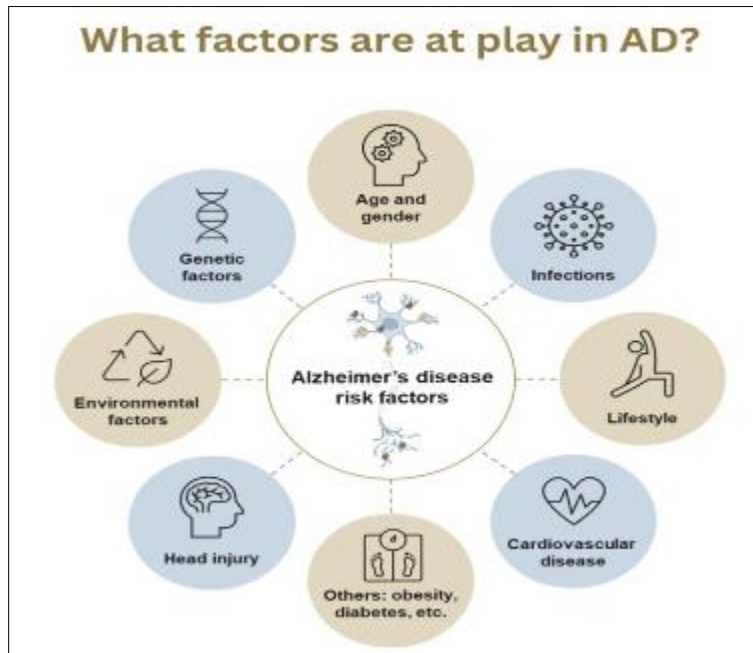 What factors are at play in AD?
Age and
gender
Genetic
factors
Infections
Alzheimer's disease
risk factors
Environmental
factors
Lifestyle
Head injury
Cardiovascular
disease
Others: obesity,
diabetes, etc.